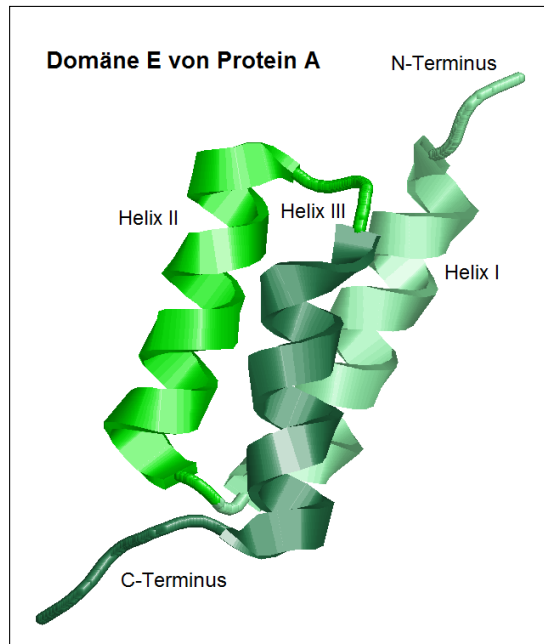 Domäne E von Protein A
N-Terminus
Helix II
Helix III
Helix I
C-Terminus